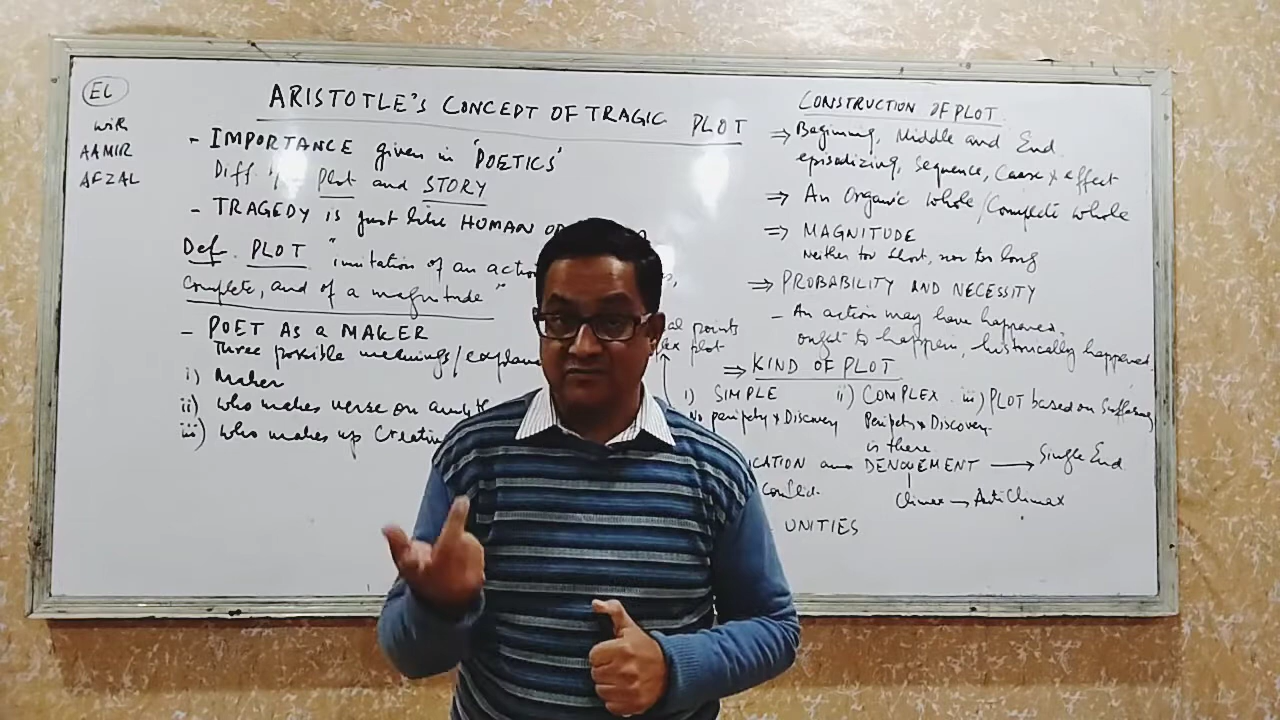 EL
WITH
AAMIR
AFZAL
ARISTOTLE'S CONCEPT OF TRAGIC PLOT
- IMPORTANCE given in 'POETICS'
Diff Plot and STORY
- TRAGEDY is just like HUMAN
Def. PLOT "imitation of an action
Complete, and of a magnitude"
- POET AS A MAKER
Three possible meanings/
i) Maker
ii) who makes verse on
iii) who makes up
points
plot
CONSTRUCTION OF PLOT
⇒ Beginning, Middle and End.
episodizing, Sequence, Cause & effect
⇒ An Organic whole/Complete whole
⇒ MAGNITUDE
Neither too short, nor too long
⇒ PROBABILITY AND NECESSITY
- An action may have happened.
ought to happen, historically happened.
⇒ KIND OF PLOT
i) SIMPLE ii) COMPLEX iii) PLOT based on Suffering
No peripety & Discovery Peripety & Discovery
is there
ICATION DENOUEMENT → Single End
Climax → AntiClimax
UNITIES